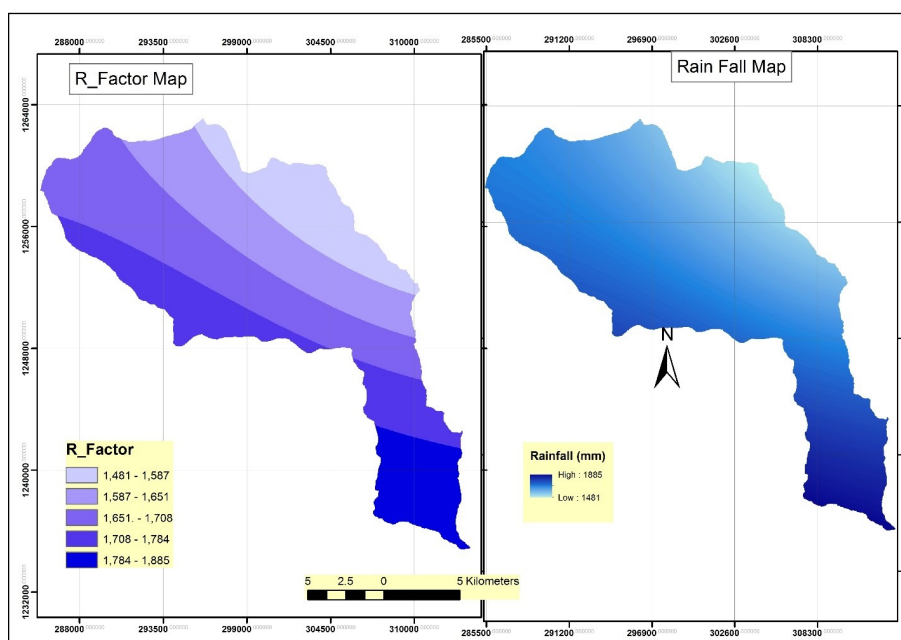 288000 293500 299000 304500 310000
285500 291200 296900 302600 308300
R_Factor Map
Rain Fall Map
1264000
1256000
1248000
1240000
1232000
N
R_Factor
1,481 - 1,587
1,587 - 1,651
1,651. - 1,708
1,708 - 1,784
1,784 - 1,885
Rainfall (mm)
High : 1885
Low : 1481
5 2.5 0 5 Kilometers
288000 293500 299000 304500 310000
285500 291200 296900 302600 308300